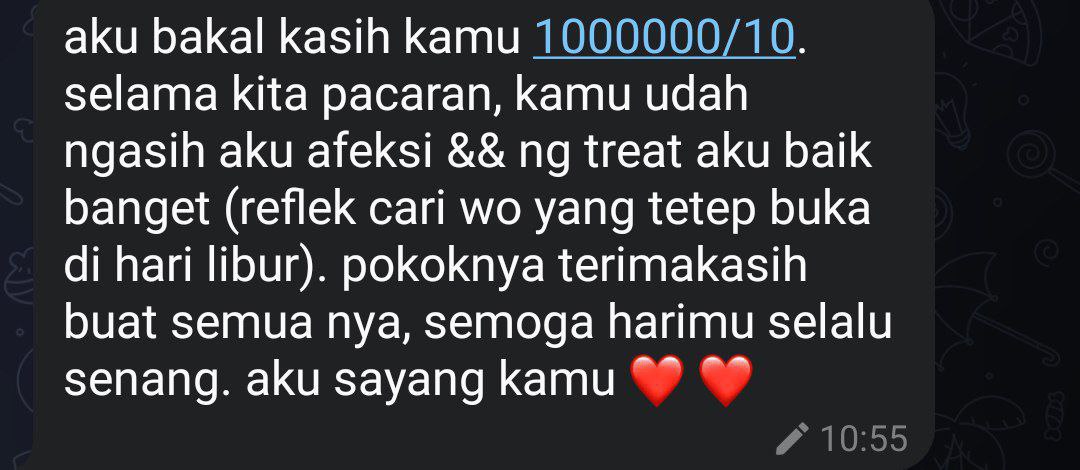 aku bakal kasih kamu 1000000/10.
selama kita pacaran, kamu udah
ngasih aku afeksi && ng treat aku baik
banget (reflek cari wo yang tetep buka
di hari libur). pokoknya terimakasih
buat semua nya, semoga harimu selalu
senang. aku sayang kamu ❤️ ❤️
10:55